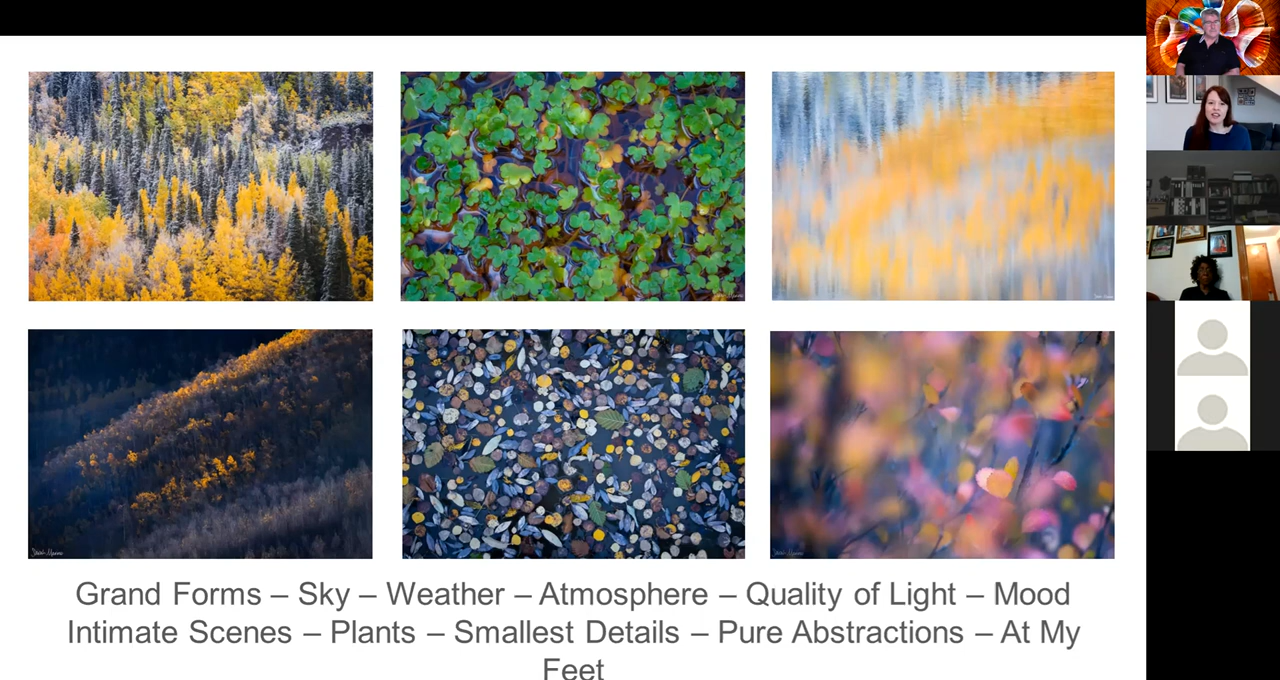 Grand Forms – Sky – Weather – Atmosphere – Quality of Light – Mood
Intimate Scenes – Plants – Smallest Details – Pure Abstractions – At My
Feet